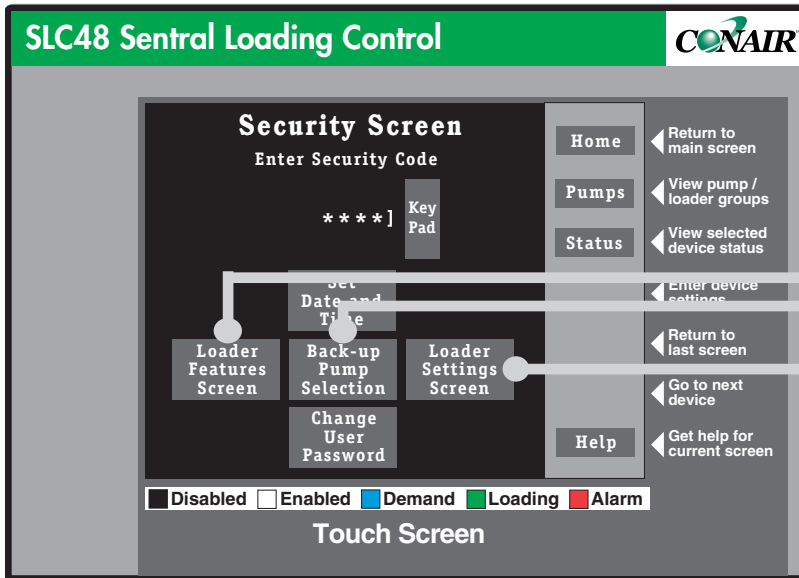 SLC48 Sentral Loading Control
CONAIR
Security Screen
Enter Security Code
****]
Key
Pad
Set
Date and
Time
Loader
Features
Screen
Back-up
Pump
Selection
Loader
Settings
Screen
Change
User
Password
Home
Return to
main screen
Pumps
View pump /
loader groups
Status
View selected
device status
Enter device
settings
Return to
last screen
Go to next
device
Help
Get help for
current screen
Disabled
Enabled
Demand
Loading
Alarm
Touch Screen